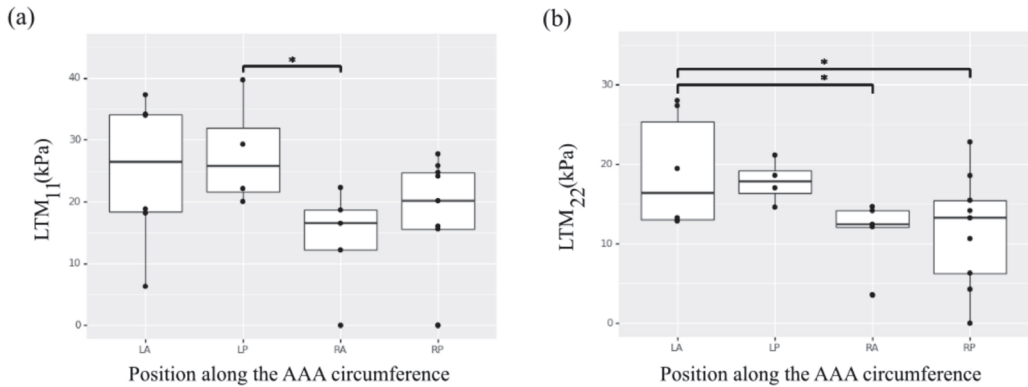 (a)
LTM11(kPa)
40
30
20
10
0
*
LA LP RA RP
Position along the AAA circumference
(b)
LTM22(kPa)
30
20
10
0
*
*
LA LP RA RP
Position along the AAA circumference